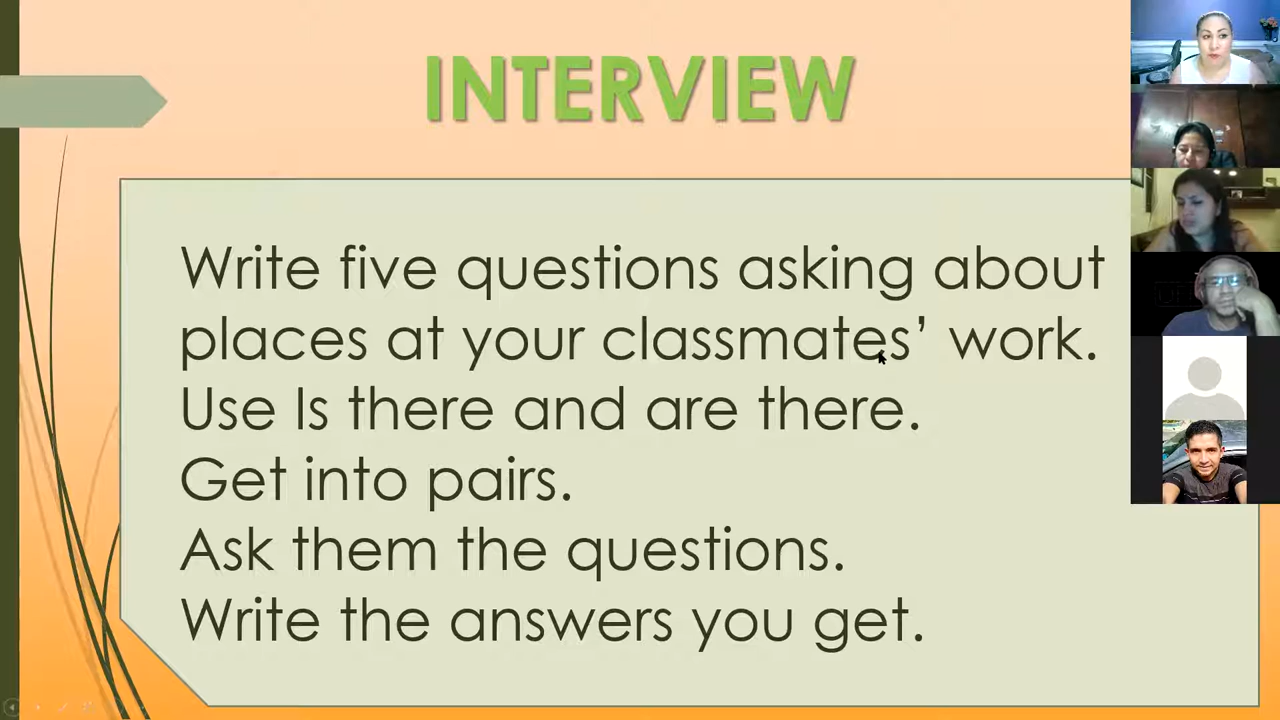 INTERVIEW
Write five questions asking about
places at your classmates’ work.
Use Is there and are there.
Get into pairs.
Ask them the questions.
Write the answers you get.